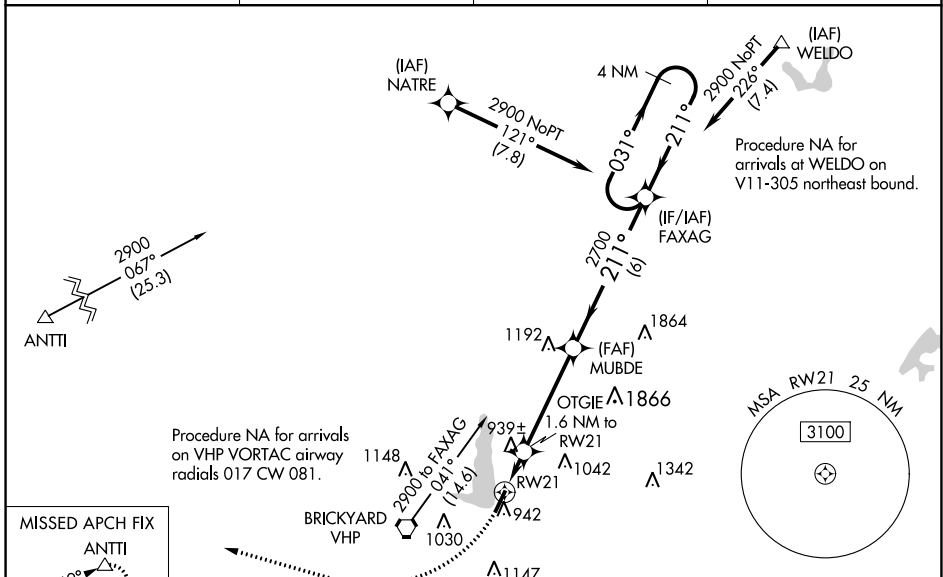 (IAF)
WELDO
2900 NoPT
226°
(7.4)
4 NM
(IAF)
NATRE
2900 NoPT
121°
(7.8)
031°
211°
Procedure NA for
arrivals at WELDO on
V11-305 northeast bound.
(IF/IAF)
FAXAG
2700
211°
(6)
2900
067°
(25.3)
ANTTI
1192
1864
(FAF)
MUBDE
OTGIE
1866
1.6 NM to
RW21
939±
MSA RW21 25 NM
3100
Procedure NA for arrivals
on VHP VORTAC airway
radials 017 CW 081.
1148
2900 to FAXAG
041°
(14.6)
1042
1342
RW21
942
BRICKYARD
VHP
1030
1147
MISSED APCH FIX
ANTTI